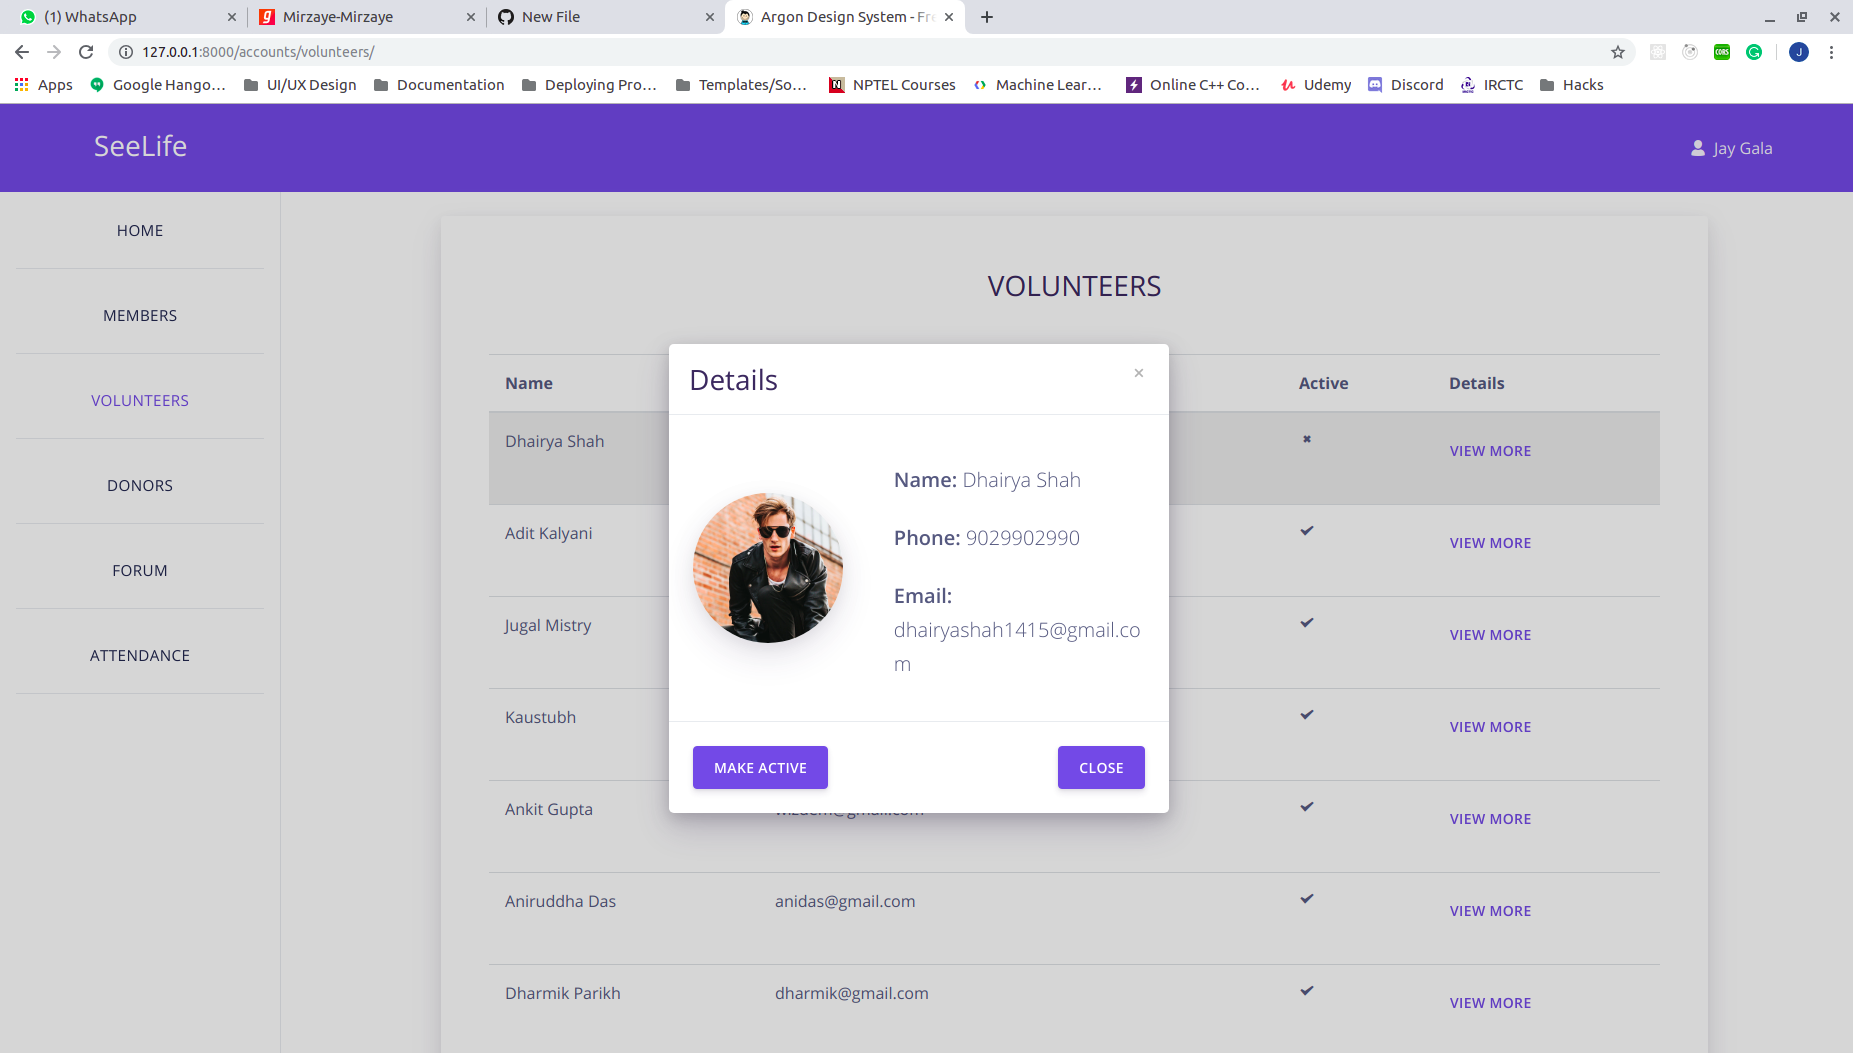 (1) WhatsApp
Mirzaye-Mirzaye
New File
Argon Design System - Fre
127.0.0.1:8000/accounts/volunteers/
Apps
Google Hango...
UI/UX Design
Documentation
Deploying Pro...
Templates/So...
NPTEL Courses
Machine Lear...
Online C++ Co...
Udemy
Discord
IRCTC
Hacks
SeeLife
Jay Gala
HOME
MEMBERS
VOLUNTEERS
DONORS
FORUM
ATTENDANCE
VOLUNTEERS
Name Active Details
Dhairya Shah VIEW MORE
Adit Kalyani VIEW MORE
Jugal Mistry VIEW MORE
Kaustubh VIEW MORE
Ankit Gupta VIEW MORE
Aniruddha Das anidas@gmail.com VIEW MORE
Dharmik Parikh dharmik@gmail.com VIEW MORE
Details
Name: Dhairya Shah
Phone: 9029902990
Email:
dhairyashah1415@gmail.co
m
MAKE ACTIVE
CLOSE